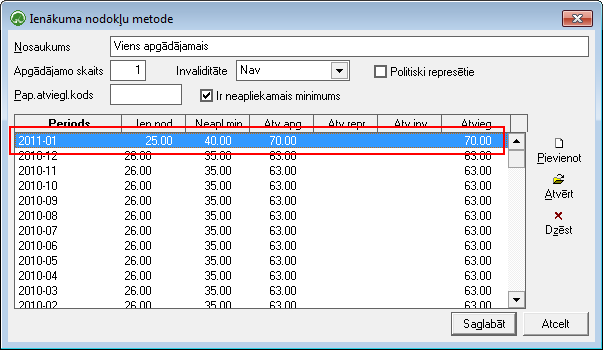 Ienākuma nodokļu metode
Nosaukums Viens apgādājamais
Apgādājamo skaits 1 Invaliditāte Nav Politiski represētie
Pap.atviegl.kods Ir neapliekamais minimums
Periods Ien.nod. Neapl.min Atv.apg. Atv.repr. Atv.inv. Atvieg.
2011-01 25.00 40.00 70.00 70.00
2010-12 26.00 35.00 63.00 63.00
2010-11 26.00 35.00 63.00 63.00
2010-10 26.00 35.00 63.00 63.00
2010-09 26.00 35.00 63.00 63.00
2010-08 26.00 35.00 63.00 63.00
2010-07 26.00 35.00 63.00 63.00
2010-06 26.00 35.00 63.00 63.00
2010-05 26.00 35.00 63.00 63.00
2010-04 26.00 35.00 63.00 63.00
2010-03 26.00 35.00 63.00 63.00
2010-02 26.00 35.00 63.00 63.00
Pievienot
Atvērt
Dzēst
Saglabāt Atcelt